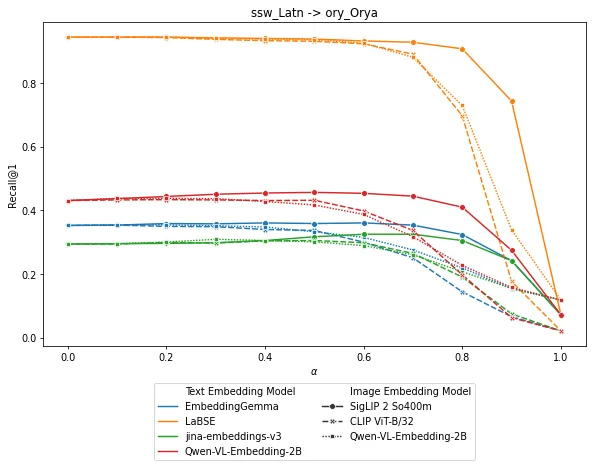 ssw_Latn -> ory_Orya
Recall@1
0.8
0.6
0.4
0.2
0.0
0.0 0.2 0.4 0.6 0.8 1.0
α
Text Embedding Model Image Embedding Model
EmbeddingGemma SigLIP 2 So400m
LaBSE CLIP ViT-B/32
jina-embeddings-v3 Qwen-VL-Embedding-2B
Qwen-VL-Embedding-2B